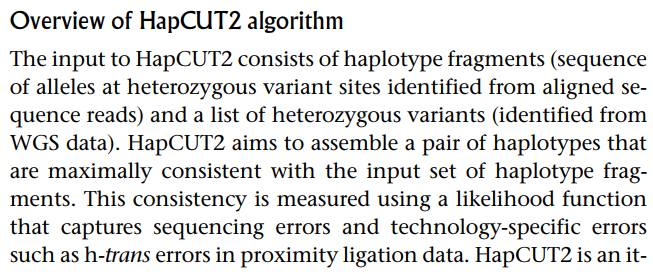 Overview of HapCUT2 algorithm
The input to HapCUT2 consists of haplotype fragments (sequence
of alleles at heterozygous variant sites identified from aligned se-
quence reads) and a list of heterozygous variants (identified from
WGS data). HapCUT2 aims to assemble a pair of haplotypes that
are maximally consistent with the input set of haplotype frag-
ments. This consistency is measured using a likelihood function
that captures sequencing errors and technology-specific errors
such as h-trans errors in proximity ligation data. HapCUT2 is an it-